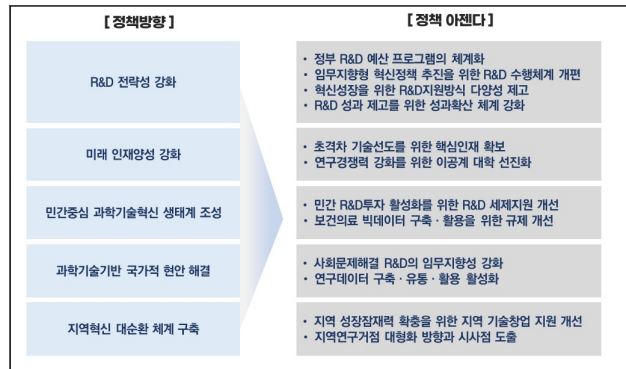 [ 정책방향 ]
[ 정책 아젠다 ]
R&D 전략성 강화
• 정부 R&D 예산 프로그램의 체계화
• 임무지향형 혁신정책 추진을 위한 R&D 수행체계 개편
• 혁신성장을 위한 R&D지원방식 다양성 제고
• R&D 성과 제고를 위한 성과확산 체계 강화
미래 인재양성 강화
• 초격차 기술선도를 위한 핵심인재 확보
• 연구경쟁력 강화를 위한 이공계 대학 선진화
민간중심 과학기술혁신 생태계 조성
• 민간 R&D투자 활성화를 위한 R&D 세제지원 개선
• 보건의료 빅데이터 구축·활용을 위한 규제 개선
과학기술기반 국가적 현안 해결
• 사회문제해결 R&D의 임무지향성 강화
• 연구데이터 구축·유통·활용 활성화
지역혁신 대순환 체계 구축
• 지역 성장잠재력 확충을 위한 지역 기술창업 지원 개선
• 지역연구거점 대형화 방향과 시사점 도출